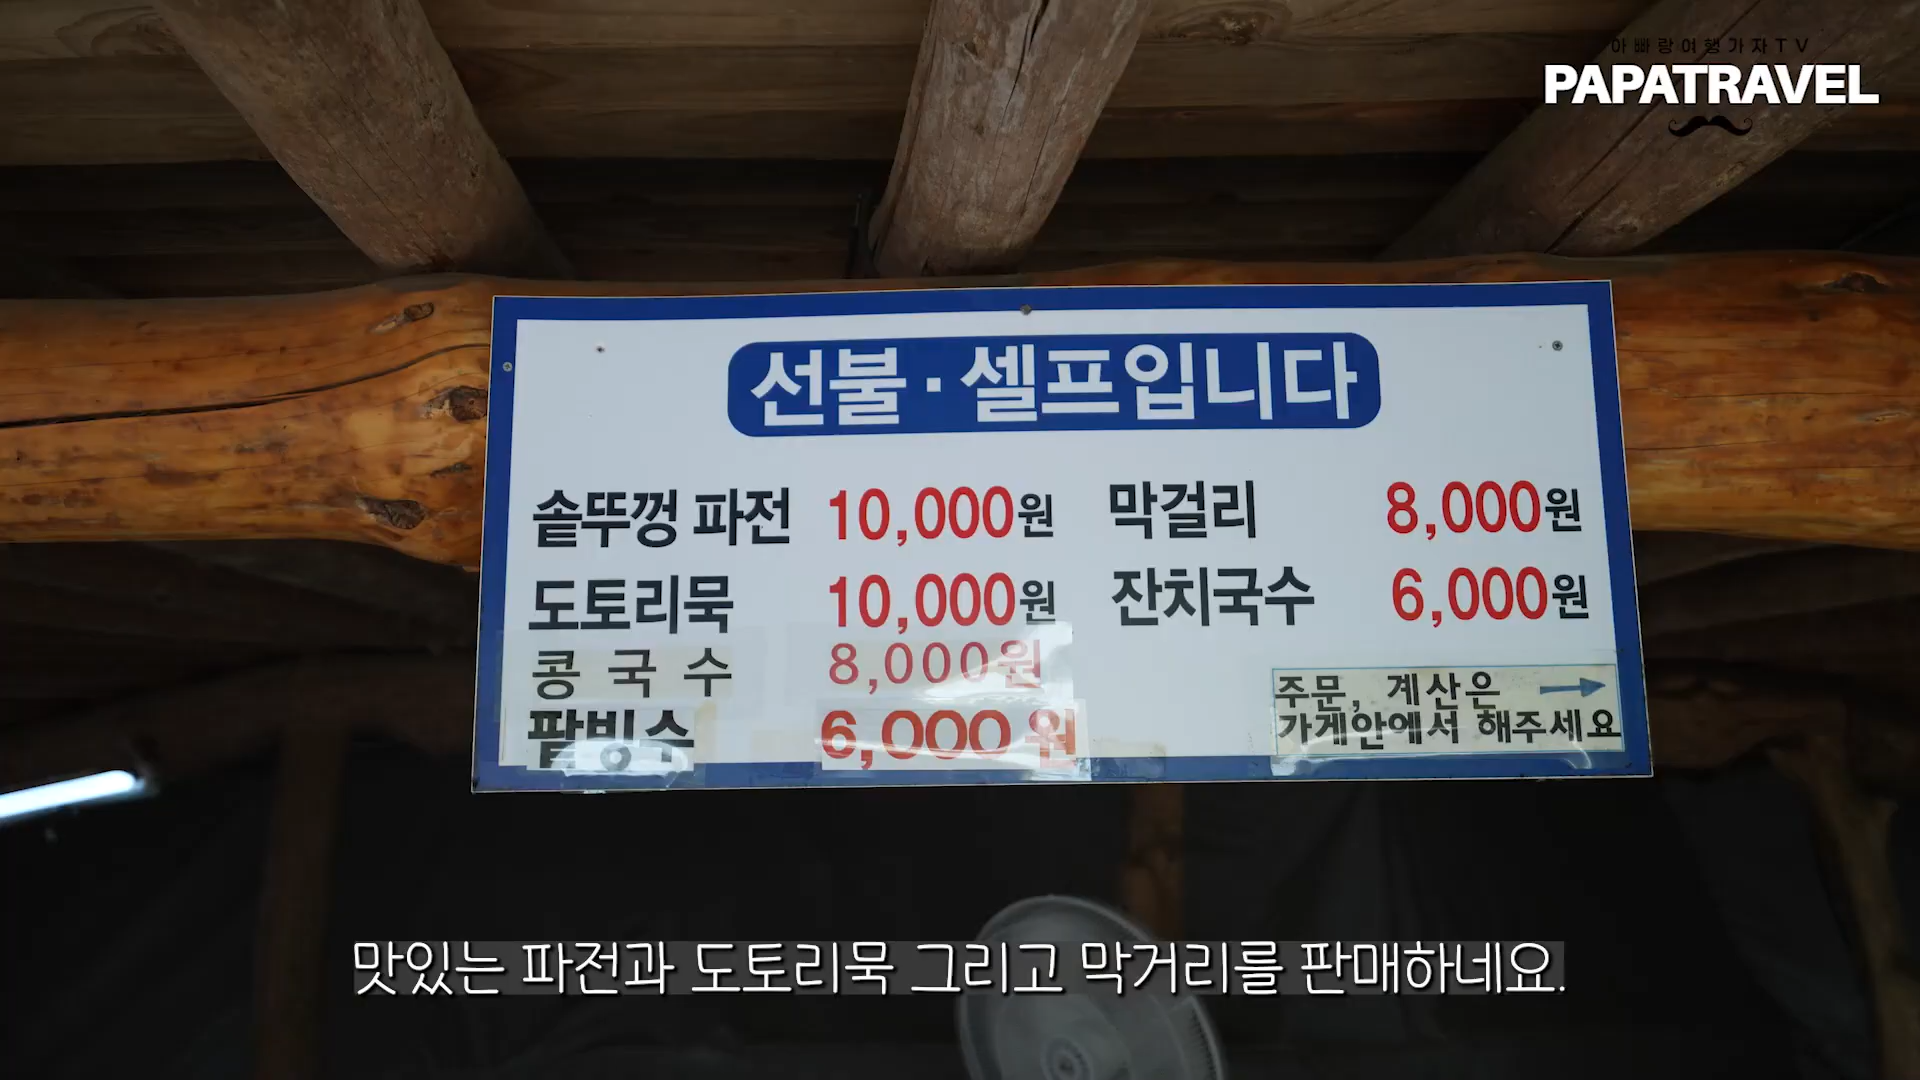 아빠랑여행가자TV
PAPATRAVEL
선불·셀프입니다
솥뚜껑 파전 10,000원 막걸리 8,000원
도토리묵 10,000원 잔치국수 6,000원
콩국수 8,000원
팥빙수 6,000원
주문, 계산은 →
가게안에서 해주세요
맛있는 파전과 도토리묵 그리고 막거리를 판매하네요.